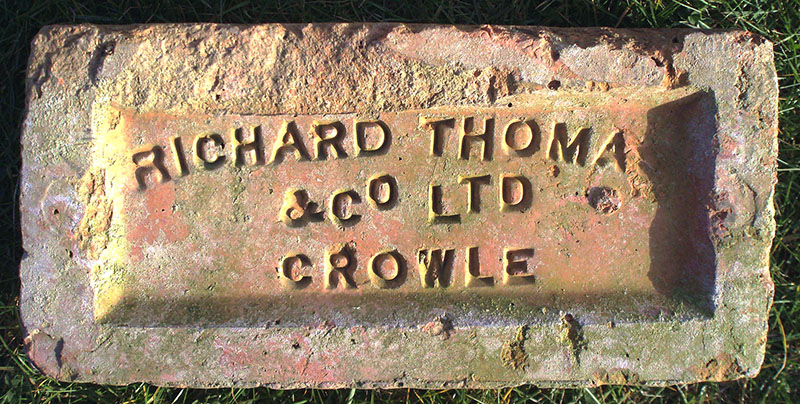 RICHARD THOMA
& CO LTD
CROWLE